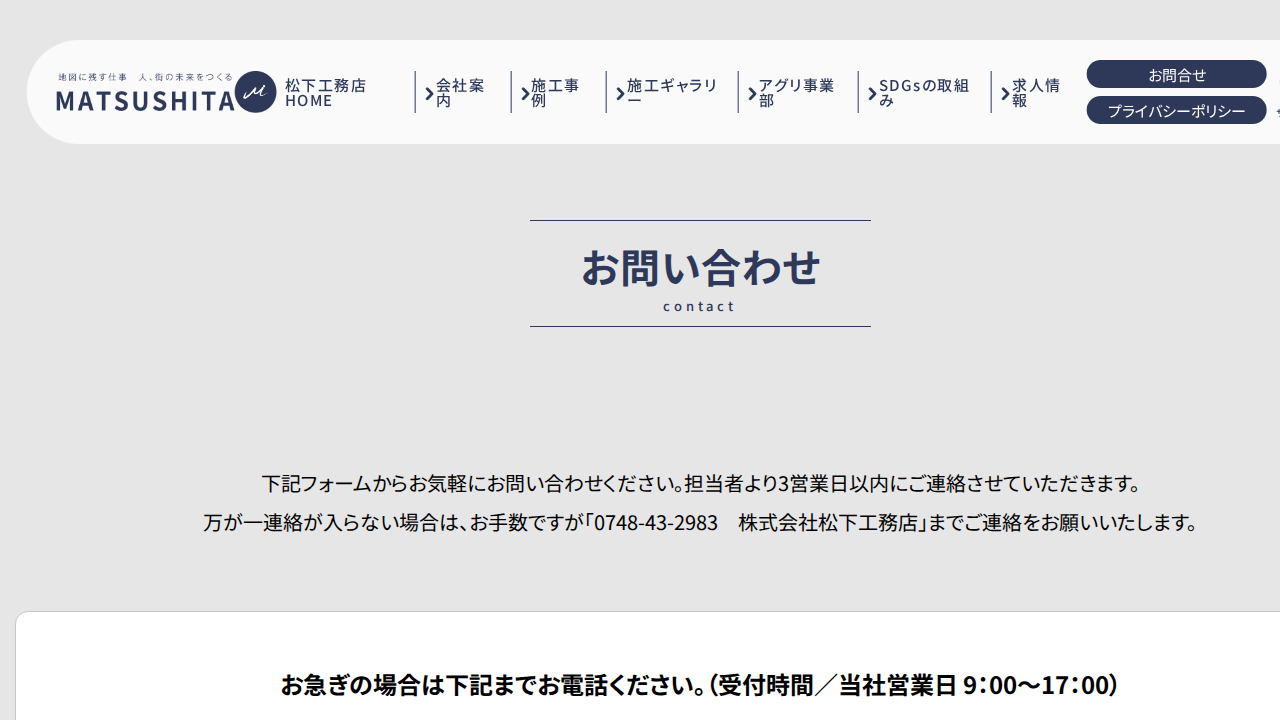 地図に残す仕事　人、街の未来をつくる
MATSUSHITA
松下工務店
HOME
会社案
内
施工事
例
施工ギャラリ
ー
アグリ事業
部
SDGsの取組
み
求人情
報
お問合せ
プライバシーポリシー
お問い合わせ
contact
下記フォームからお気軽にお問い合わせください。担当者より3営業日以内にご連絡させていただきます。
万が一連絡が入らない場合は、お手数ですが「0748-43-2983　株式会社松下工務店」までご連絡をお願いいたします。
お急ぎの場合は下記までお電話ください。（受付時間／当社営業日 9：00〜17：00）